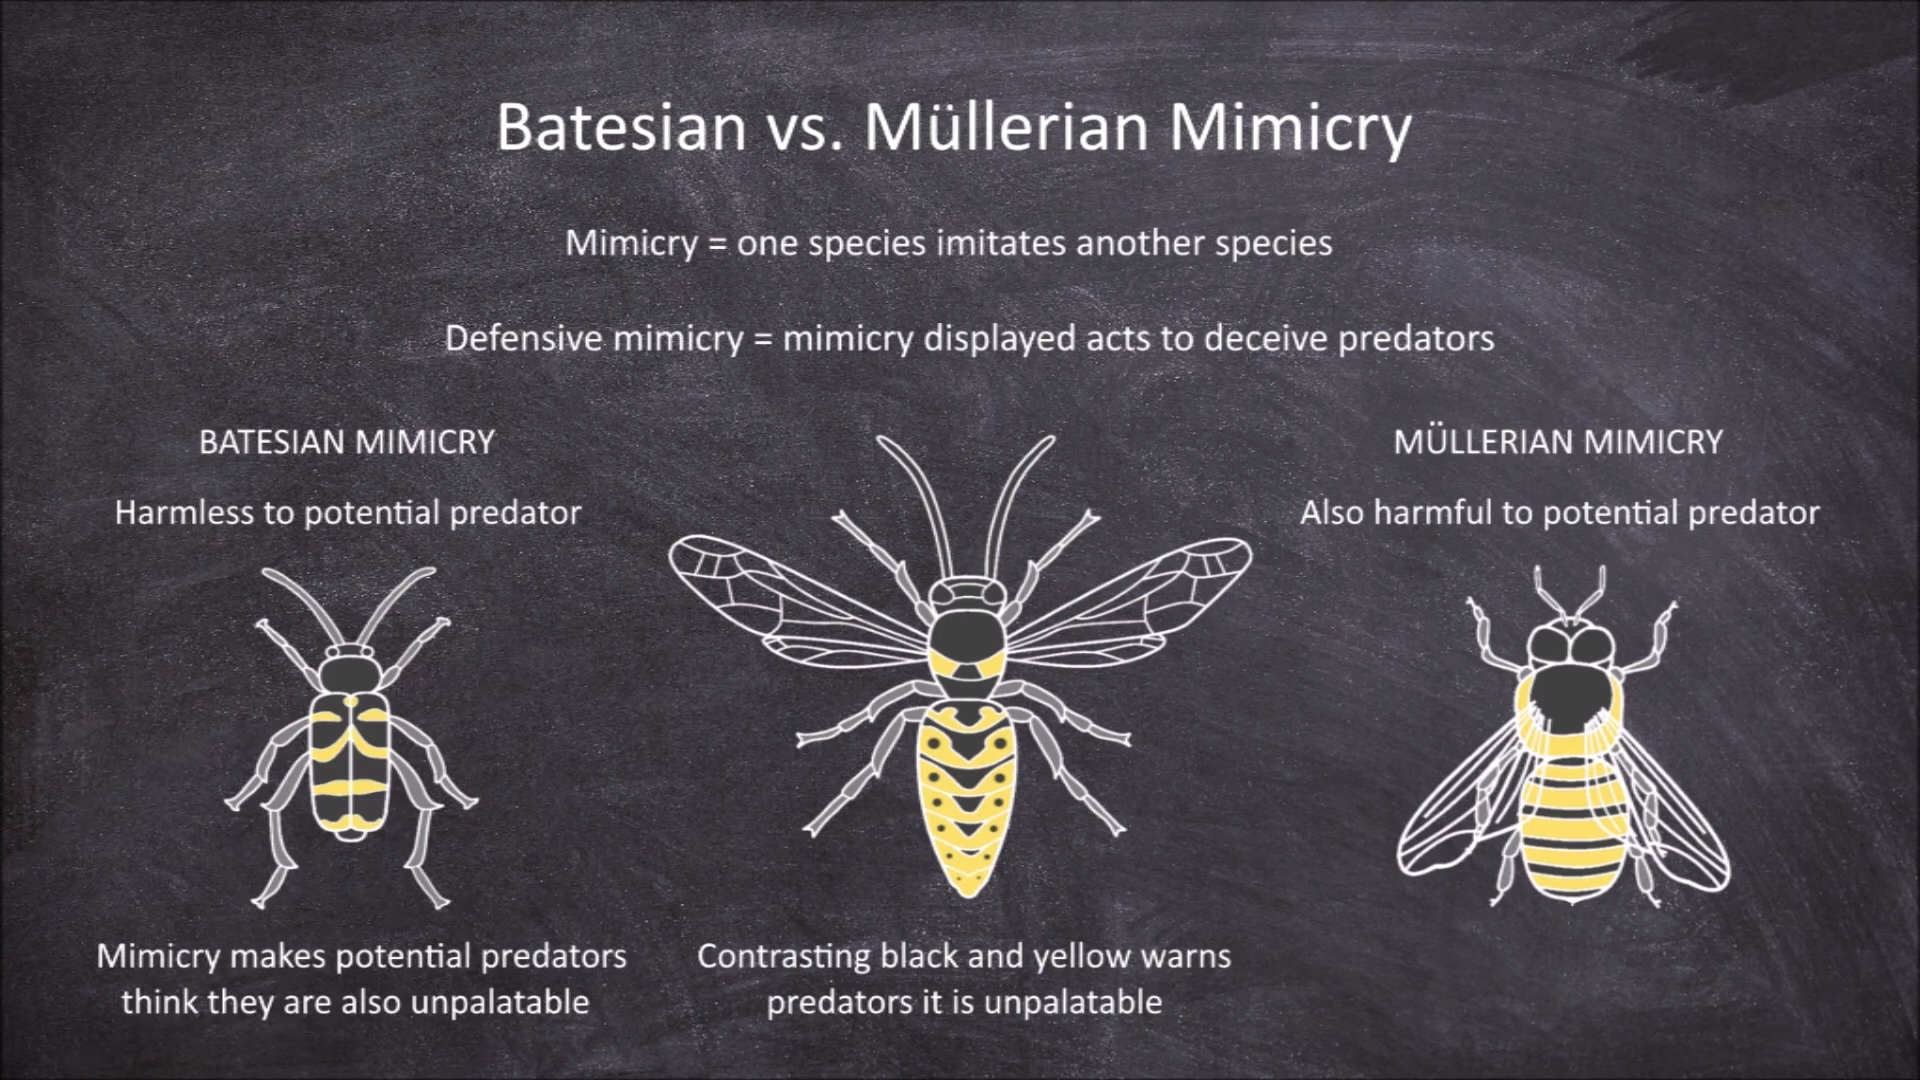 Batesian vs. Müllerian Mimicry
Mimicry = one species imitates another species
Defensive mimicry = mimicry displayed acts to deceive predators
BATESIAN MIMICRY
Harmless to potential predator
Mimicry makes potential predators
think they are also unpalatable
Contrasting black and yellow warns
predators it is unpalatable
MÜLLERIAN MIMICRY
Also harmful to potential predator